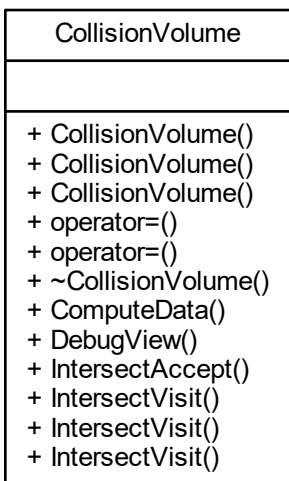 CollisionVolume
+ CollisionVolume()
+ CollisionVolume()
+ CollisionVolume()
+ operator=()
+ operator=()
+ ~CollisionVolume()
+ ComputeData()
+ DebugView()
+ IntersectAccept()
+ IntersectVisit()
+ IntersectVisit()
+ IntersectVisit()